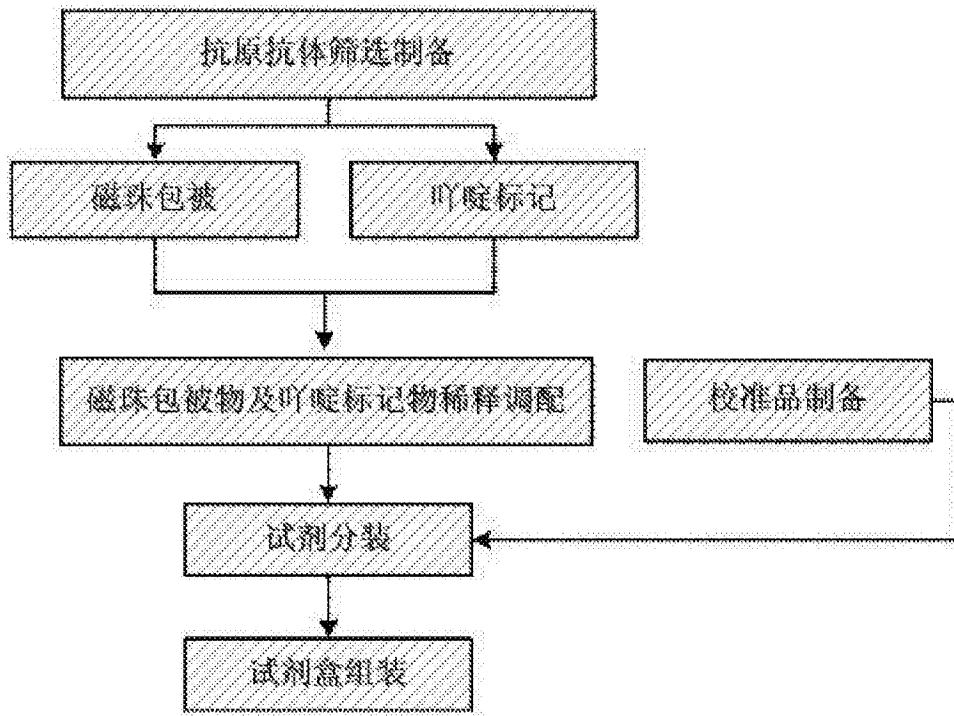 抗原抗体筛选制备
磁珠包被
吖啶标记
磁珠包被物及吖啶标记物稀释调配
校准品制备
试剂分装
试剂盒组装